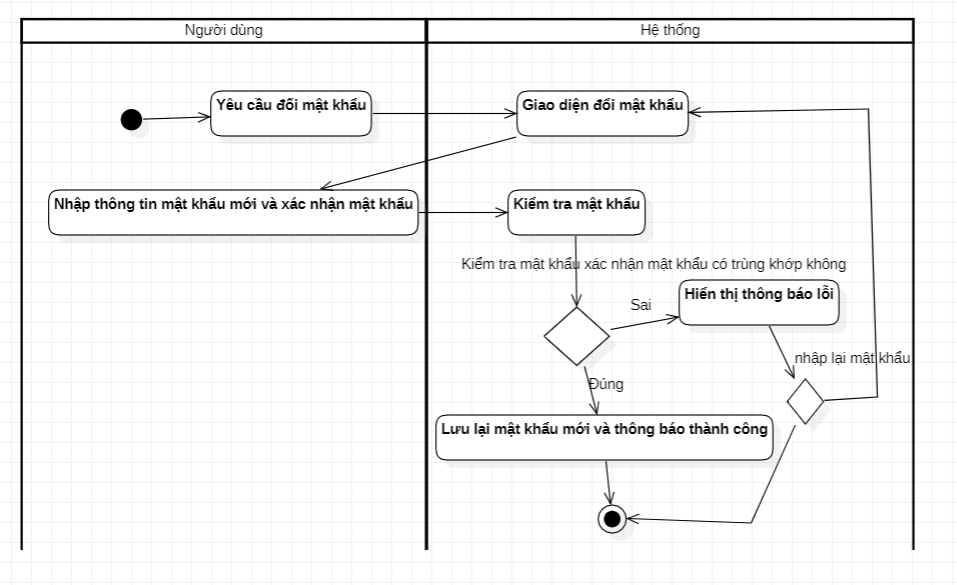 Người dùng
Hệ thống
Yêu cầu đổi mật khẩu
Giao diện đổi mật khẩu
Nhập thông tin mật khẩu mới và xác nhận mật khẩu
Kiểm tra mật khẩu
Kiểm tra mật khẩu xác nhận mật khẩu có trùng khớp không
Hiển thị thông báo lỗi
Sai
nhập lại mật khẩu
Đúng
Lưu lại mật khẩu mới và thông báo thành công